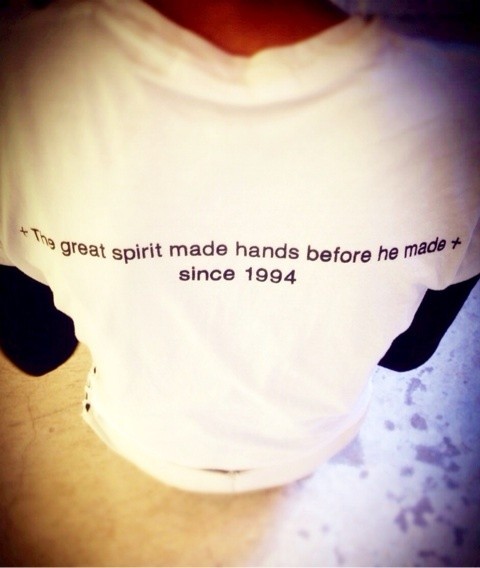 + The great spirit made hands before he made +
since 1994